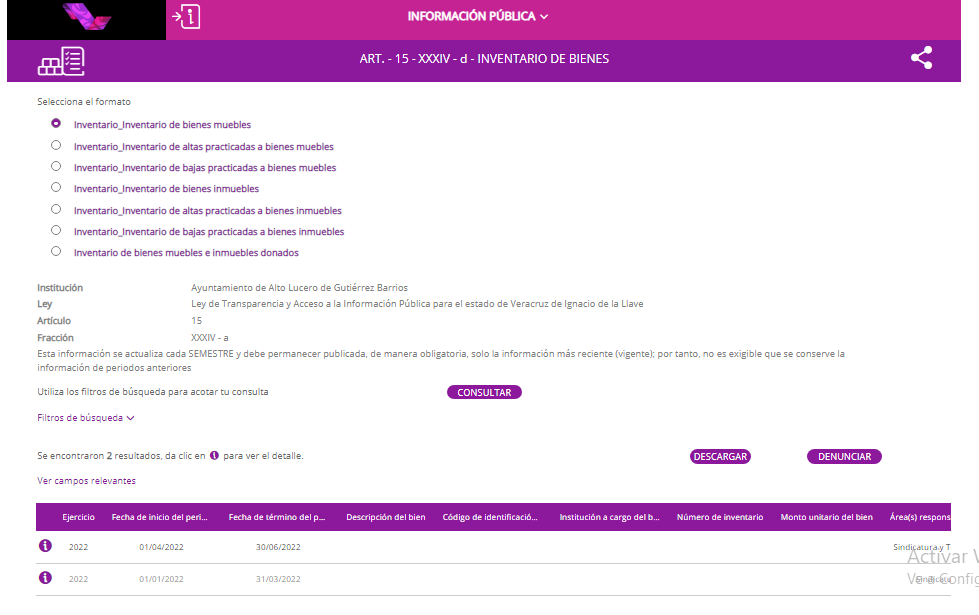 INFORMACIÓN PÚBLICA
ART. - 15 - XXXIV - d - INVENTARIO DE BIENES
Selecciona el formato
Inventario_Inventario de bienes muebles
Inventario_Inventario de altas practicadas a bienes muebles
Inventario_Inventario de bajas practicadas a bienes muebles
Inventario_Inventario de bienes inmuebles
Inventario_Inventario de altas practicadas a bienes inmuebles
Inventario_Inventario de bajas practicadas a bienes inmuebles
Inventario de bienes muebles e inmuebles donados
Institución Ayuntamiento de Alto Lucero de Gutiérrez Barrios
Ley Ley de Transparencia y Acceso a la Información Pública para el estado de Veracruz de Ignacio de la Llave
Artículo 15
Fracción XXXIV - a
Esta información se actualiza cada SEMESTRE y debe permanecer publicada, de manera obligatoria, solo la información más reciente (vigente); por tanto, no es exigible que se conserve la
información de periodos anteriores
Utiliza los filtros de búsqueda para acotar tu consulta CONSULTAR
Filtros de búsqueda
Se encontraron 2 resultados, da clic en i para ver el detalle. DESCARGAR DENUNCIAR
Ver campos relevantes
Ejercicio Fecha de inicio del peri... Fecha de término del p... Descripción del bien Código de identificació... Institución a cargo del b... Número de inventario Monto unitario del bien Área(s) respons
2022 01/04/2022 30/06/2022 Sindicatura y T
Activar
2022 01/01/2022 31/03/2022